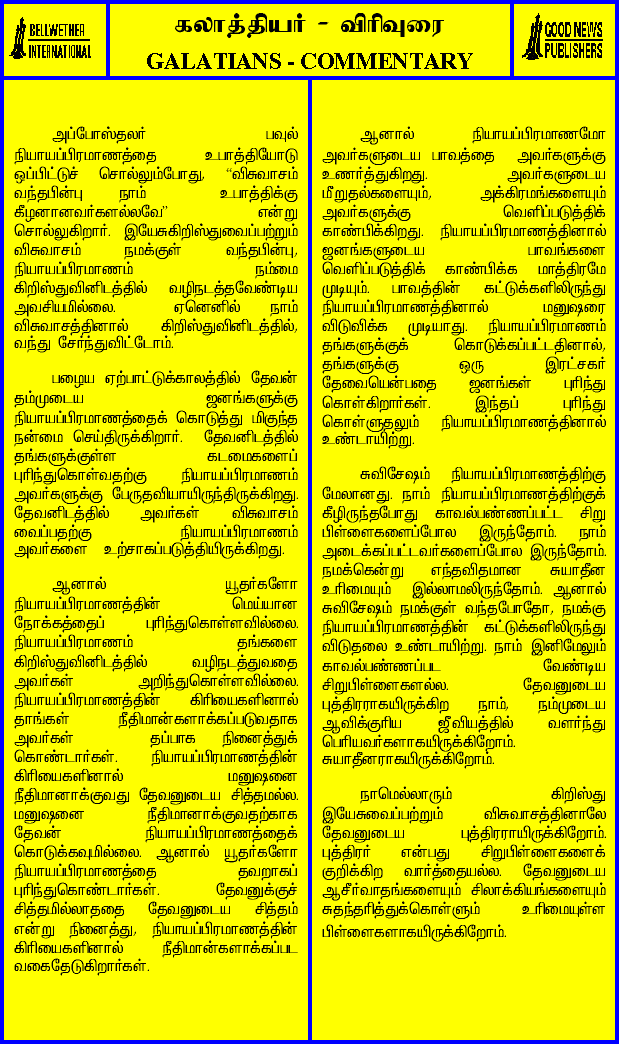 BELLWETHER
INTERNATIONAL
கலாத்தியர் - விரிவுரை
GALATIANS - COMMENTARY
GOOD NEWS
PUBLISHERS
அப்போஸ்தலர் பவுல்
நியாயப்பிரமாணத்தை உபாத்தியோடு
ஒப்பிட்டுச் சொல்லும்போது, “விசுவாசம்
வந்தபின்பு நாம் உபாத்திக்கு
கீழானவர்களல்லவே” என்று
சொல்லுகிறார். இயேசுகிறிஸ்துவைப்பற்றும்
விசுவாசம் நமக்குள் வந்தபின்பு,
நியாயப்பிரமாணம் நம்மை
கிறிஸ்துவினிடத்தில் வழிநடத்தவேண்டிய
அவசியமில்லை. ஏனெனில் நாம்
விசுவாசத்தினால் கிறிஸ்துவினிடத்தில்,
வந்து சேர்ந்துவிட்டோம்.
பழைய ஏற்பாட்டுக்காலத்தில் தேவன்
தம்முடைய ஜனங்களுக்கு
நியாயப்பிரமாணத்தைக் கொடுத்து மிகுந்த
நன்மை செய்திருக்கிறார். தேவனிடத்தில்
தங்களுக்குள்ள கடமைகளைப்
புரிந்துகொள்வதற்கு நியாயப்பிரமாணம்
அவர்களுக்கு பேருதவியாயிருந்திருக்கிறது.
தேவனிடத்தில் அவர்கள் விசுவாசம்
வைப்பதற்கு நியாயப்பிரமாணம்
அவர்களை உற்சாகப்படுத்தியிருக்கிறது.
ஆனால் யூதர்களோ
நியாயப்பிரமாணத்தின் மெய்யான
நோக்கத்தைப் புரிந்துகொள்ளவில்லை.
நியாயப்பிரமாணம் தங்களை
கிறிஸ்துவினிடத்தில் வழிநடத்துவதை
அவர்கள் அறிந்துகொள்ளவில்லை.
நியாயப்பிரமாணத்தின் கிரியைகளினால்
தாங்கள் நீதிமான்களாக்கப்படுவதாக
அவர்கள் தப்பாக நினைத்துக்
கொண்டார்கள். நியாயப்பிரமாணத்தின்
கிரியைகளினால் மனுஷனை
நீதிமானாக்குவது தேவனுடைய சித்தமல்ல.
மனுஷனை நீதிமானாக்குவதற்காக
தேவன் நியாயப்பிரமாணத்தைக்
கொடுக்கவுமில்லை. ஆனால் யூதர்களோ
நியாயப்பிரமாணத்தை தவறாகப்
புரிந்துகொண்டார்கள். தேவனுக்குச்
சித்தமில்லாததை தேவனுடைய சித்தம்
என்று நினைத்து, நியாயப்பிரமாணத்தின்
கிரியைகளினால் நீதிமான்களாக்கப்பட
வகைதேடுகிறார்கள்.
ஆனால் நியாயப்பிரமாணமோ
அவர்களுடைய பாவத்தை அவர்களுக்கு
உணர்த்துகிறது. அவர்களுடைய
மீறுதல்களையும், அக்கிரமங்களையும்
அவர்களுக்கு வெளிப்படுத்திக்
காண்பிக்கிறது. நியாயப்பிரமாணத்தினால்
ஜனங்களுடைய பாவங்களை
வெளிப்படுத்திக் காண்பிக்க மாத்திரமே
முடியும். பாவத்தின் கட்டுக்களிலிருந்து
நியாயப்பிரமாணத்தினால் மனுஷரை
விடுவிக்க முடியாது. நியாயப்பிரமாணம்
தங்களுக்குக் கொடுக்கப்பட்டதினால்,
தங்களுக்கு ஒரு இரட்சகர்
தேவையென்பதை ஜனங்கள் புரிந்து
கொள்கிறார்கள். இந்தப் புரிந்து
கொள்ளுதலும் நியாயப்பிரமாணத்தினால்
உண்டாயிற்று.
சுவிசேஷம் நியாயப்பிரமாணத்திற்கு
மேலானது. நாம் நியாயப்பிரமாணத்திற்குக்
கீழிருந்தபோது காவல்பண்ணப்பட்ட சிறு
பிள்ளைகளைப்போல இருந்தோம். நாம்
அடைக்கப்பட்டவர்களைப்போல இருந்தோம்.
நமக்கென்று எந்தவிதமான சுயாதீன
உரிமையும் இல்லாமலிருந்தோம். ஆனால்
சுவிசேஷம் நமக்குள் வந்தபோதோ, நமக்கு
நியாயப்பிரமாணத்தின் கட்டுக்களிலிருந்து
விடுதலை உண்டாயிற்று. நாம் இனிமேலும்
காவல்பண்ணப்பட வேண்டிய
சிறுபிள்ளைகளல்ல. தேவனுடைய
புத்திரராகயிருக்கிற நாம், நம்முடைய
ஆவிக்குரிய ஜீவியத்தில் வளர்ந்து
பெரியவர்களாகயிருக்கிறோம்.
சுயாதீனராகயிருக்கிறோம்.
நாமெல்லாரும் கிறிஸ்து
இயேசுவைப்பற்றும் விசுவாசத்தினாலே
தேவனுடைய புத்திரராயிருக்கிறோம்.
புத்திரர் என்பது சிறுபிள்ளைகளைக்
குறிக்கிற வார்த்தையல்ல. தேவனுடைய
ஆசீர்வாதங்களையும் சிலாக்கியங்களையும்
சுதந்தரித்துக்கொள்ளும் உரிமையுள்ள
பிள்ளைகளாகயிருக்கிறோம்.